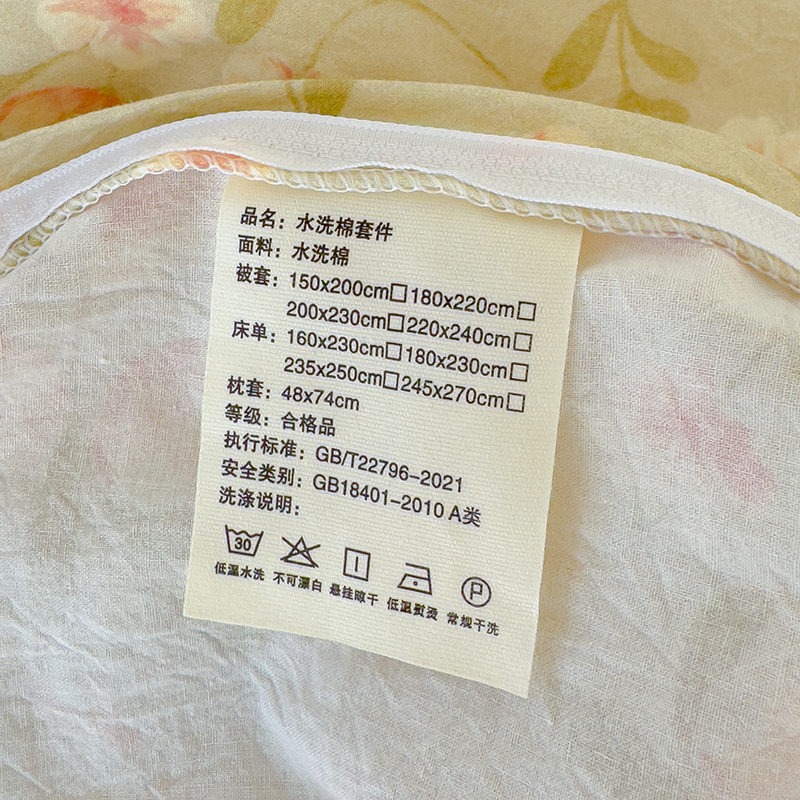 品名：水洗棉套件
面料：水洗棉
被套：150x200cm□180x220cm□
200x230cm□220x240cm□
床单：160x230cm□180x230cm□
235x250cm□245x270cm□
枕套：48x74cm
等级：合格品
执行标准：GB/T22796-2021
安全类别：GB18401-2010 A类
洗涤说明：
30
P
低温水洗 不可漂白 悬挂晾干 低温熨烫 常规干洗